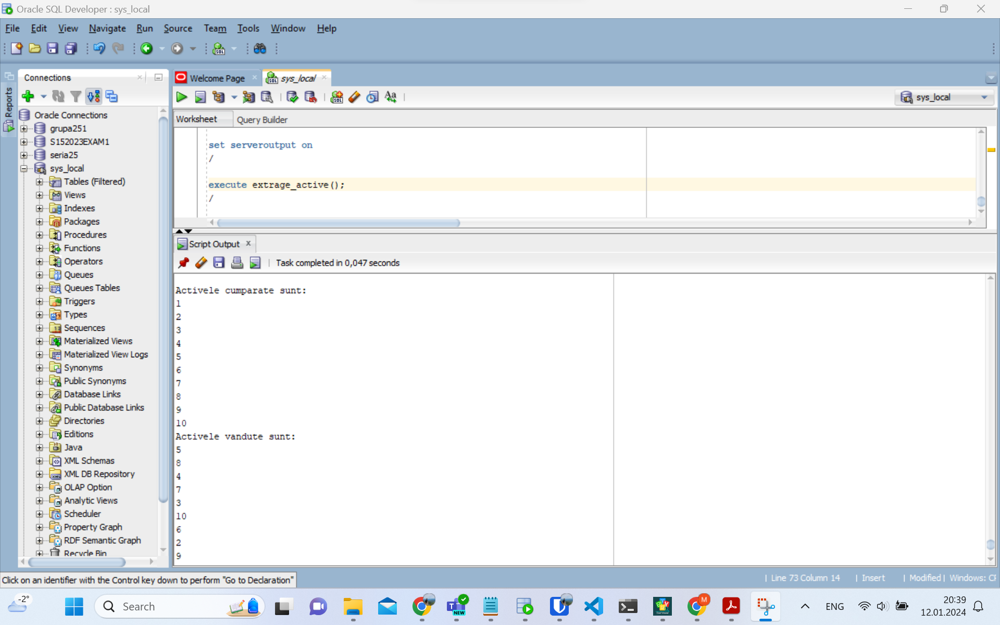 Oracle SQL Developer : sys_local
File Edit View Navigate Run Source Team Tools Window Help
Reports
Connections
Oracle Connections
grupa251
S152023EXAM1
seria25
sys_local
Tables (Filtered)
Views
Indexes
Packages
Procedures
Functions
Operators
Queues
Queues Tables
Triggers
Types
Sequences
Materialized Views
Materialized View Logs
Synonyms
Public Synonyms
Database Links
Public Database Links
Directories
Editions
Java
XML Schemas
XML DB Repository
OLAP Option
Analytic Views
Scheduler
Property Graph
RDF Semantic Graph
Recycle Bin
Welcome Page
sys_local
sys_local
Worksheet Query Builder
set serveroutput on
/
execute extrage_active();
/
Script Output
Task completed in 0,047 seconds
Activele cumparate sunt:
1
2
3
4
5
6
7
8
9
10
Activele vandute sunt:
5
8
4
7
3
10
6
2
9
Click on an identifier with the Control key down to perform "Go to Declaration"
| Line 73 Column 14 | Insert | Modified | Windows: CR
-2°
Search
NEW
M
ENG
20:39
12.01.2024